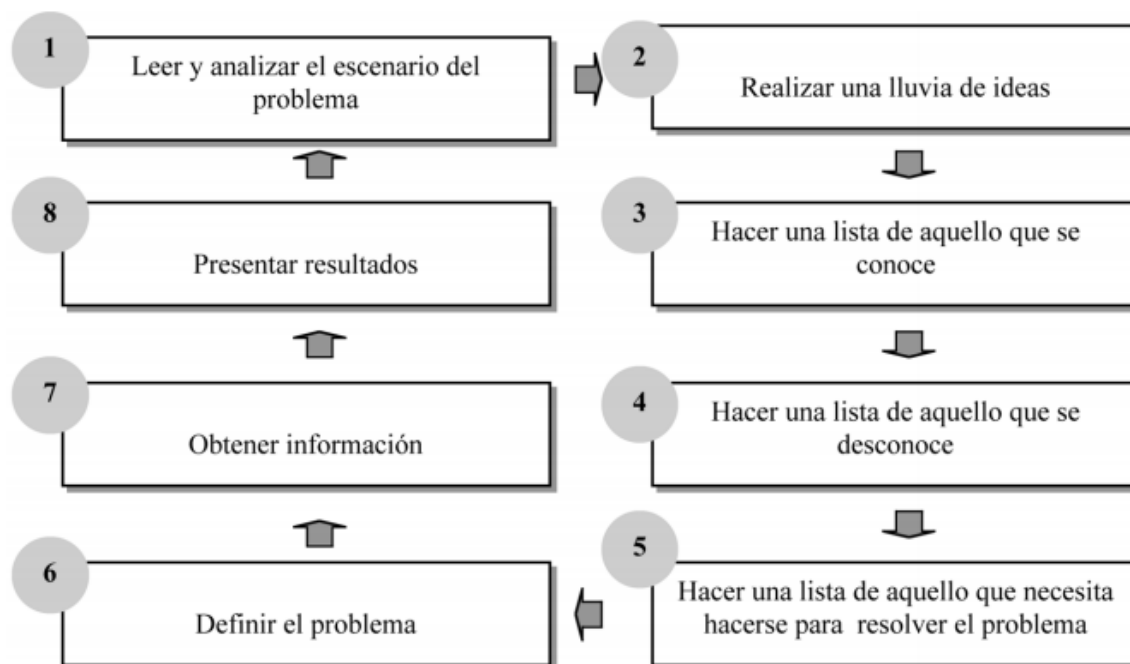 1
Leer y analizar el escenario del
problema
2
Realizar una lluvia de ideas
3
Hacer una lista de aquello que se
conoce
4
Hacer una lista de aquello que se
desconoce
5
Hacer una lista de aquello que necesita
hacerse para resolver el problema
6
Definir el problema
7
Obtener información
8
Presentar resultados